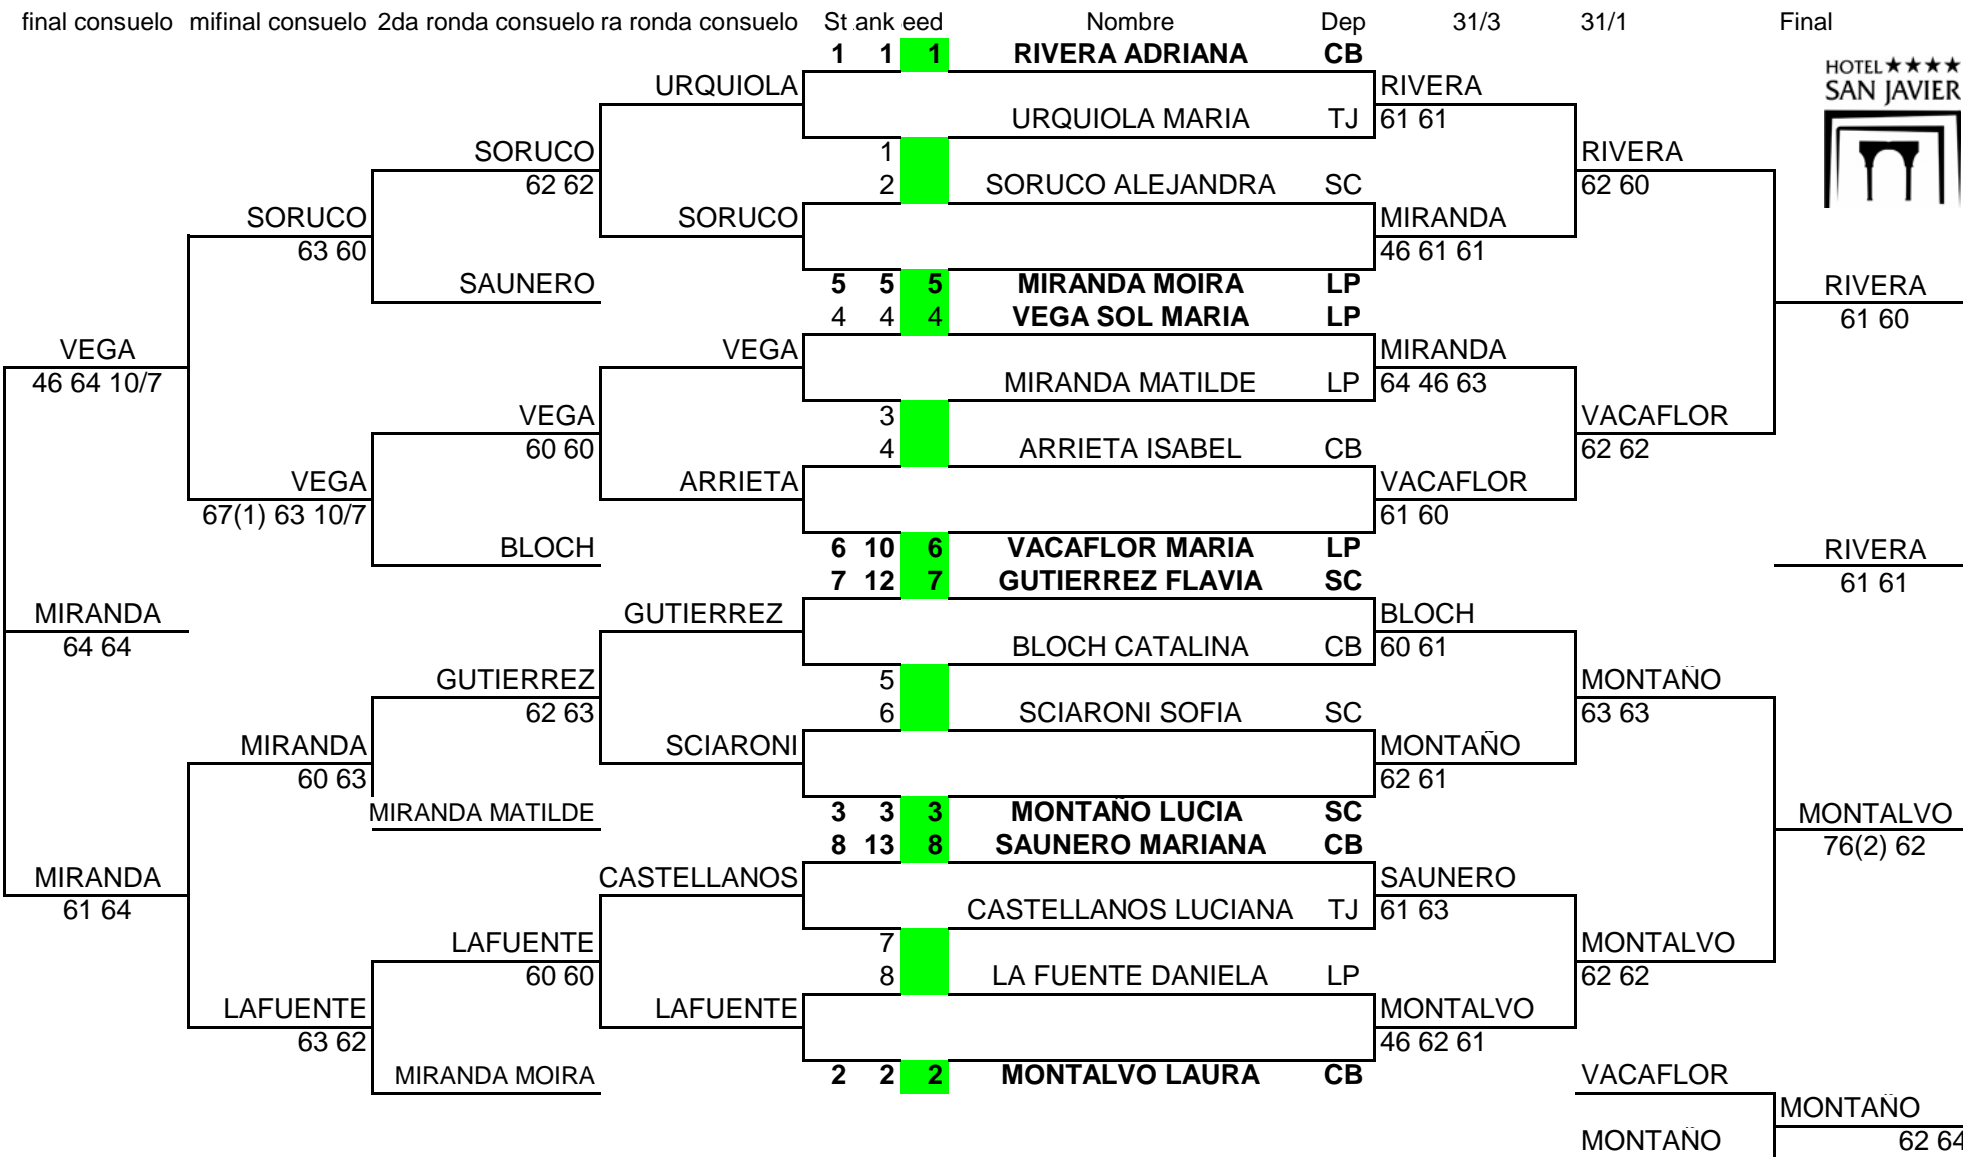 final consuelo mifinal consuelo 2da ronda consuelo ra ronda consuelo St ank eed Nombre Dep 31/3 31/1 Final
1 1 1 RIVERA ADRIANA CB
HOTEL ★★★★
URQUIOLA RIVERA SAN JAVIER
URQUIOLA MARIA TJ 61 61
SORUCO 1 RIVERA
62 62 2 SORUCO ALEJANDRA SC 62 60
SORUCO SORUCO MIRANDA
63 60 46 61 61
SAUNERO 5 5 5 MIRANDA MOIRA LP RIVERA
4 4 4 VEGA SOL MARIA LP 61 60
VEGA VEGA MIRANDA
46 64 10/7 MIRANDA MATILDE LP 64 46 63
VEGA 3 VACAFLOR
60 60 4 ARRIETA ISABEL CB 62 62
VEGA ARRIETA VACAFLOR
67(1) 63 10/7 61 60
BLOCH 6 10 6 VACAFLOR MARIA LP RIVERA
7 12 7 GUTIERREZ FLAVIA SC 61 61
MIRANDA GUTIERREZ BLOCH
64 64 BLOCH CATALINA CB 60 61
GUTIERREZ 5 MONTAÑO
62 63 6 SCIARONI SOFIA SC 63 63
MIRANDA SCIARONI MONTAÑO
60 63 62 61
MIRANDA MATILDE 3 3 3 MONTAÑO LUCIA SC MONTALVO
8 13 8 SAUNERO MARIANA CB 76(2) 62
MIRANDA CASTELLANOS SAUNERO
61 64 CASTELLANOS LUCIANA TJ 61 63
LAFUENTE 7 MONTALVO
60 60 8 LA FUENTE DANIELA LP 62 62
LAFUENTE LAFUENTE MONTALVO
63 62 46 62 61
MIRANDA MOIRA 2 2 2 MONTALVO LAURA CB VACAFLOR
MONTAÑO
MONTAÑO 62 64